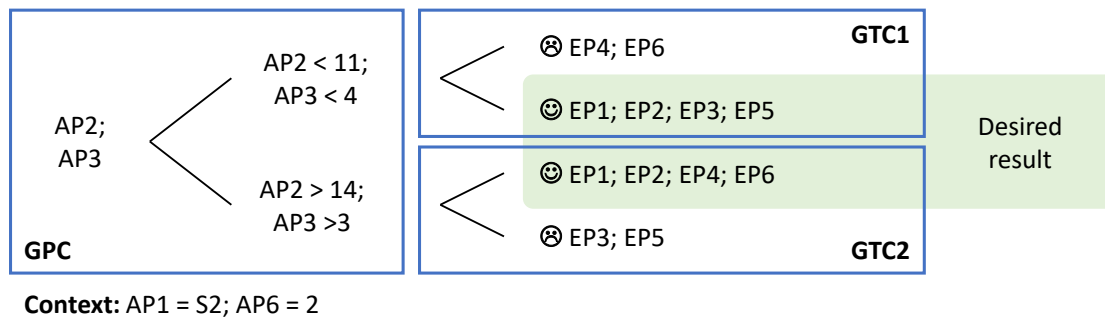 AP2;
AP3
AP2 < 11;
AP3 < 4
AP2 > 14;
AP3 >3
GPC
☹ EP4; EP6
GTC1
☺ EP1; EP2; EP3; EP5
☺ EP1; EP2; EP4; EP6
☹ EP3; EP5
GTC2
Desired
result
Context: AP1 = S2; AP6 = 2